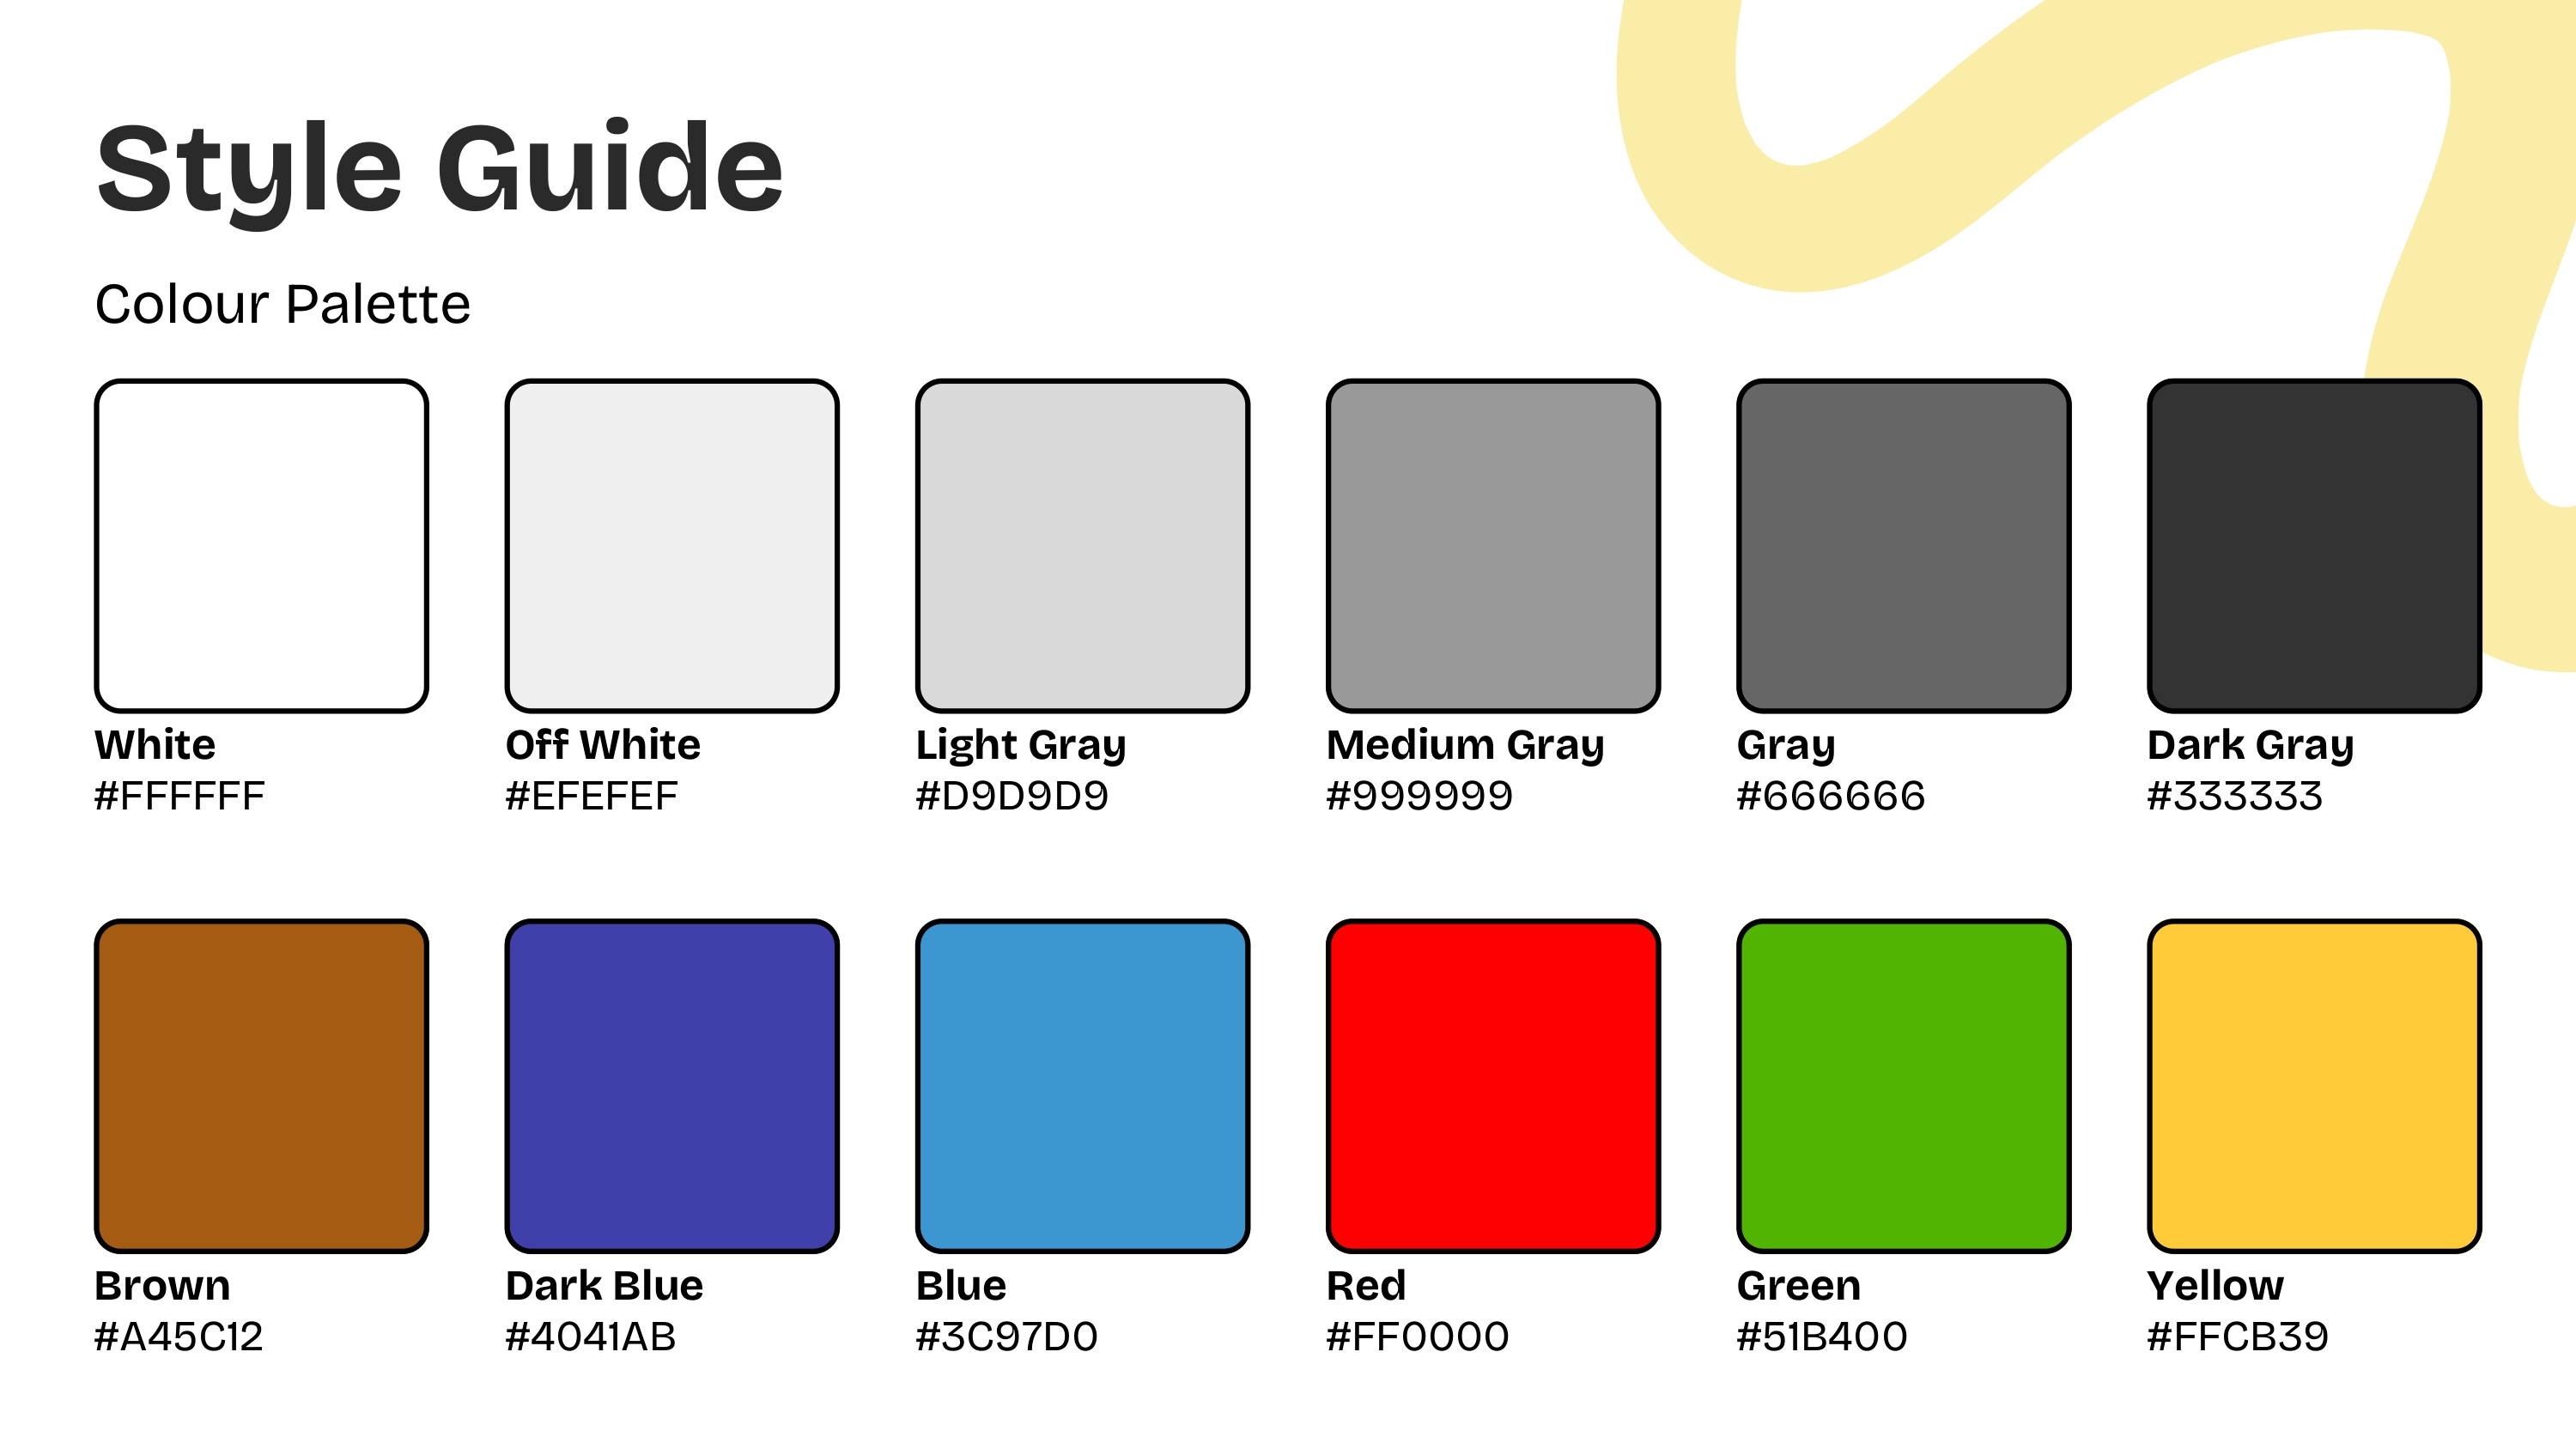 Style Guide
Colour Palette
White
#FFFFFF
Off White
#EFEFEF
Light Gray
#D9D9D9
Medium Gray
#999999
Gray
#666666
Dark Gray
#333333
Brown
#A45C12
Dark Blue
#4041AB
Blue
#3C97D0
Red
#FF0000
Green
#51B400
Yellow
#FFCB39